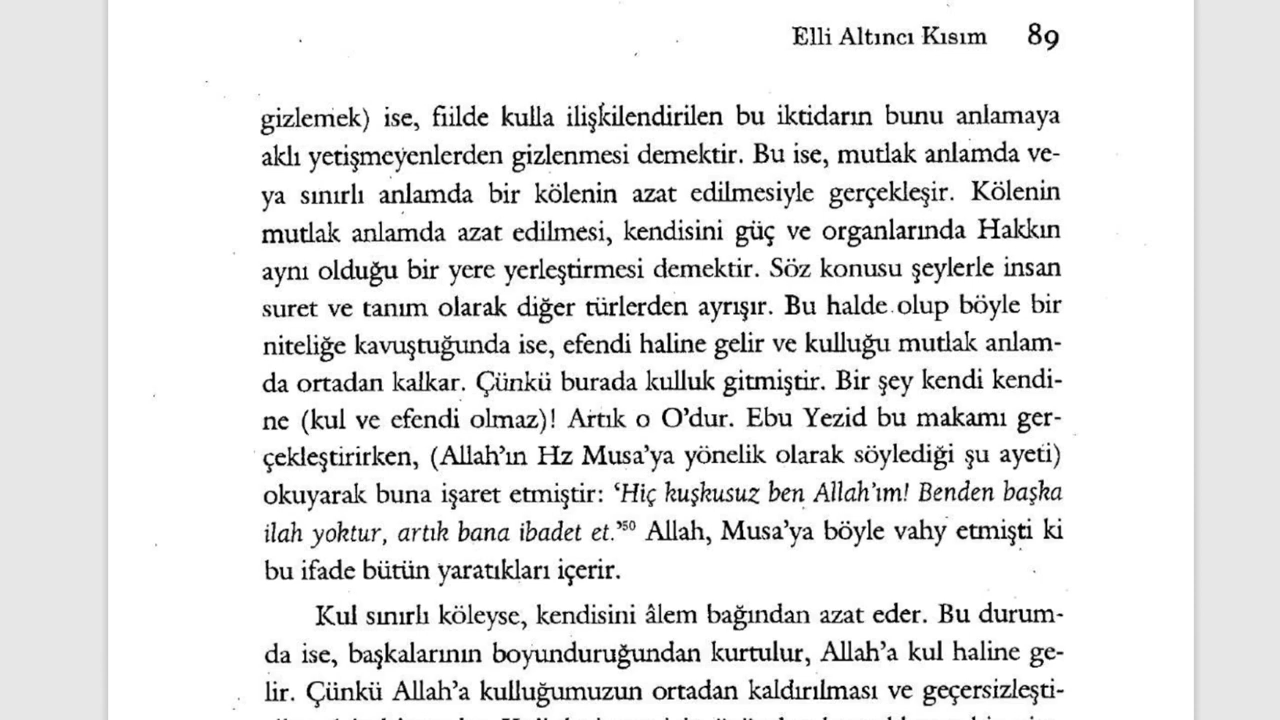 Elli Altıncı Kısım 89
gizlemek) ise, fiilde kulla ilişkilendirilen bu iktidarın bunu anlamaya
aklı yetişmeyenlerden gizlenmesi demektir. Bu ise, mutlak anlamda ve-
ya sınırlı anlamda bir kölenin azat edilmesiyle gerçekleşir. Kölenin
mutlak anlamda azat edilmesi, kendisini güç ve organlarında Hakkın
aynı olduğu bir yere yerleştirmesi demektir. Söz konusu şeylerle insan
suret ve tanım olarak diğer türlerden ayrışır. Bu halde olup böyle bir
niteliğe kavuştuğunda ise, efendi haline gelir ve kulluğu mutlak anlam-
da ortadan kalkar. Çünkü burada kulluk gitmiştir. Bir şey kendi kendi-
ne (kul ve efendi olmaz)! Artık o O’dur. Ebu Yezid bu makamı ger-
çekleştirirken, (Allah’ın Hz Musa’ya yönelik olarak söylediği şu ayeti)
okuyarak buna işaret etmiştir: ‘Hiç kuşkusuz ben Allah’ım! Benden başka
ilah yoktur, artık bana ibadet et.’50 Allah, Musa’ya böyle vahy etmişti ki
bu ifade bütün yaratıkları içerir.
Kul sınırlı köleyse, kendisini âlem bağından azat eder. Bu durum-
da ise, başkalarının boyunduruğundan kurtulur, Allah’a kul haline ge-
lir. Çünkü Allah’a kulluğumuzun ortadan kaldırılması ve geçersizleşti-